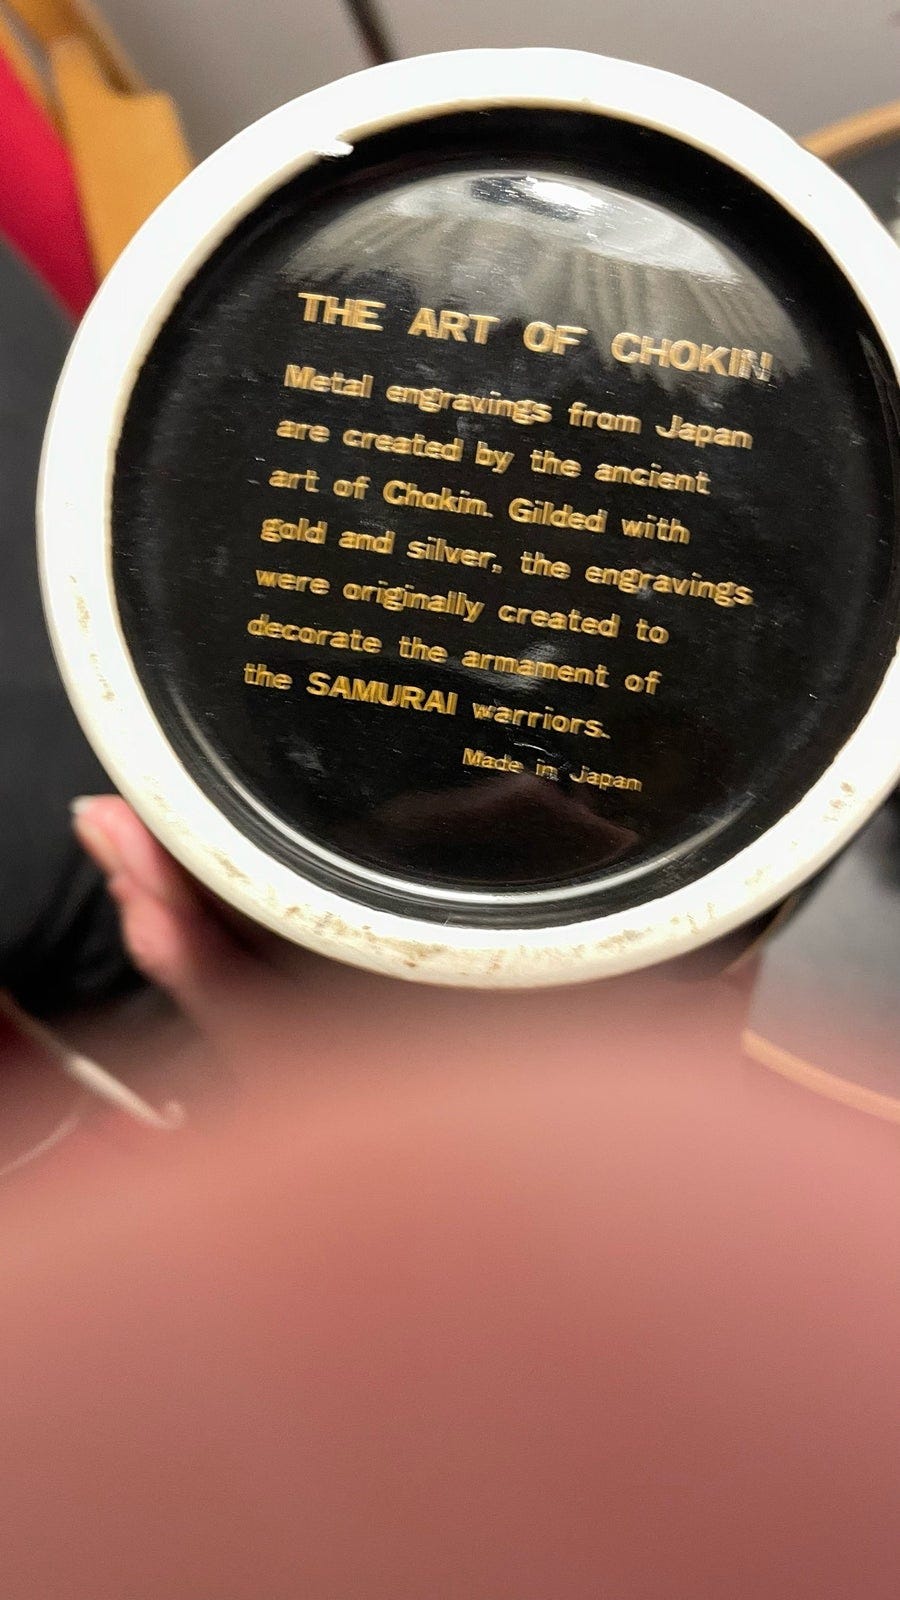 THE ART OF CHOKIN
Metal engravings from Japan
are created by the ancient
art of Chokin. Gilded with
gold and silver, the engravings
were originally created to
decorate the armament of
the SAMURAI warriors.
Made in Japan